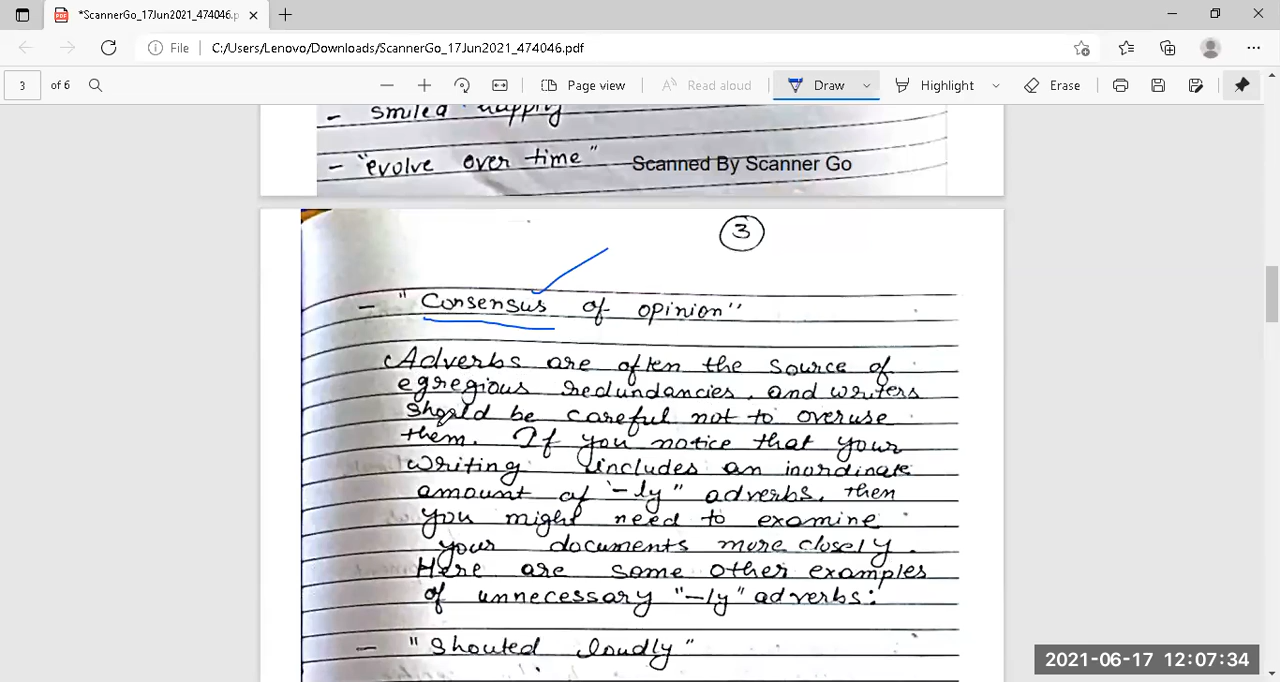 *ScannerGo_17Jun2021_474046.p
File C:/Users/Lenovo/Downloads/ScannerGo_17Jun2021_474046.pdf
3 of 6 Page view Read aloud Draw Highlight Erase
- smiled happily
- "evolve over time" Scanned By Scanner Go
3
- "Consensus of opinion"
Adverbs are often the source of
egregious redundancies, and writers
should be careful not to overuse
them. If you notice that your
writing includes an inordinate
amount of "-ly" adverbs, then
you might need to examine
your documents more closely.
Here are some other examples
of unnecessary "-ly" adverbs:
- "Shouted loudly"
2021-06-17 12:07:34